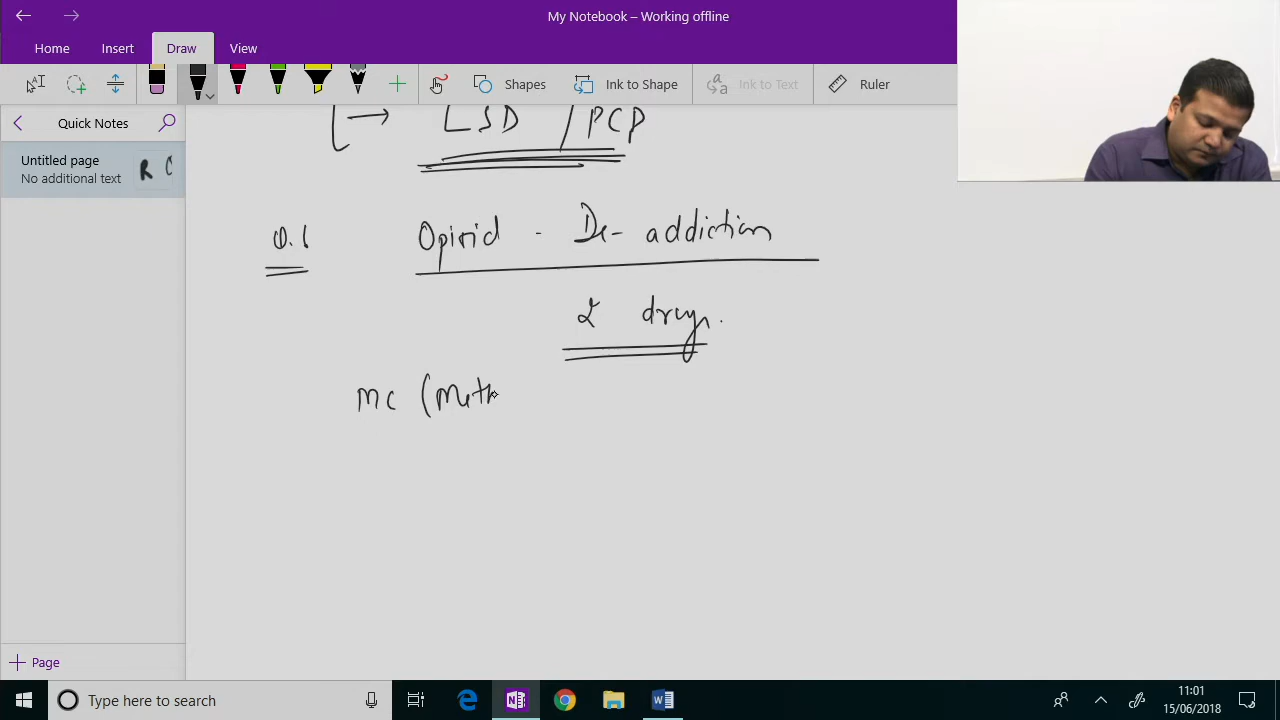 My Notebook – Working offline
Home Insert Draw View
Shapes Ink to Shape Ink to Text Ruler
Quick Notes
Untitled page
No additional text
R C
LSD / PCP
Q.1 Opioid - De-addiction
2 drugs.
MC (Meth
Page
Type here to search
11:01
15/06/2018